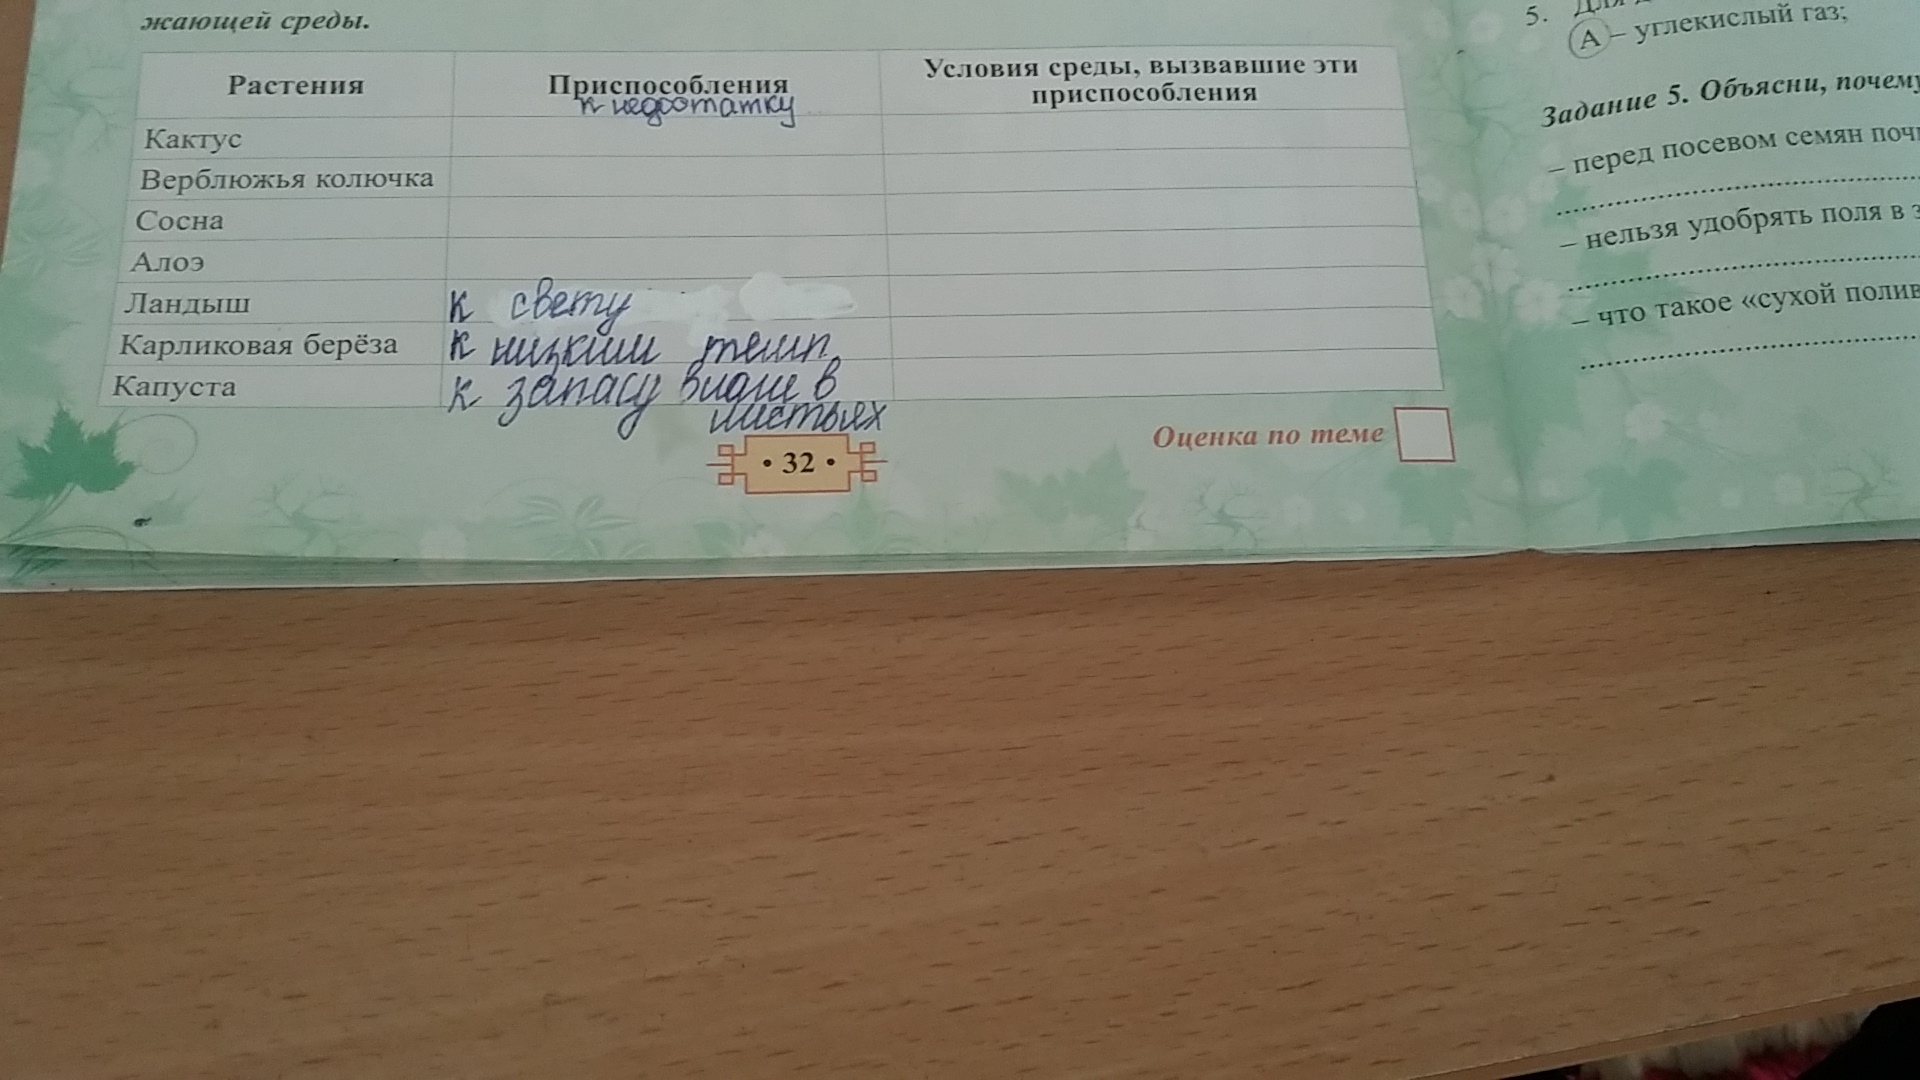 жающей среды.
Растения
Приспособления
к недостатку
Условия среды, вызвавшие эти
приспособления
Кактус
Верблюжья колючка
Сосна
Алоэ
Ландыш к свету
Карликовая берёза к низким темп.
Капуста к запасу влаги в
листьях
Оценка по теме
• 32 •
5. Для
А – углекислый газ;
Задание 5. Объясни, почему
– перед посевом семян поч
– нельзя удобрять поля в з
– что такое «сухой полив